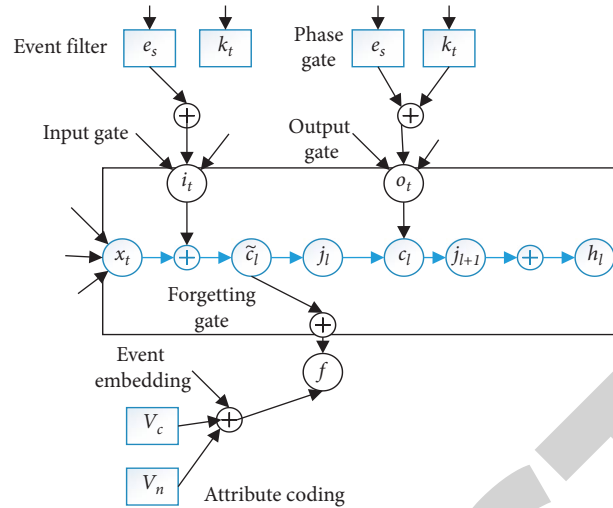 Event filter
e_s
k_t
Phase
gate
e_s
k_t
+
+
Input gate
Output
gate
i_t
o_t
x_t
+
c̃_l
j_l
c_l
j_{l+1}
+
h_l
Forgetting
gate
+
Event
embedding
f
V_c
+
V_n
Attribute coding